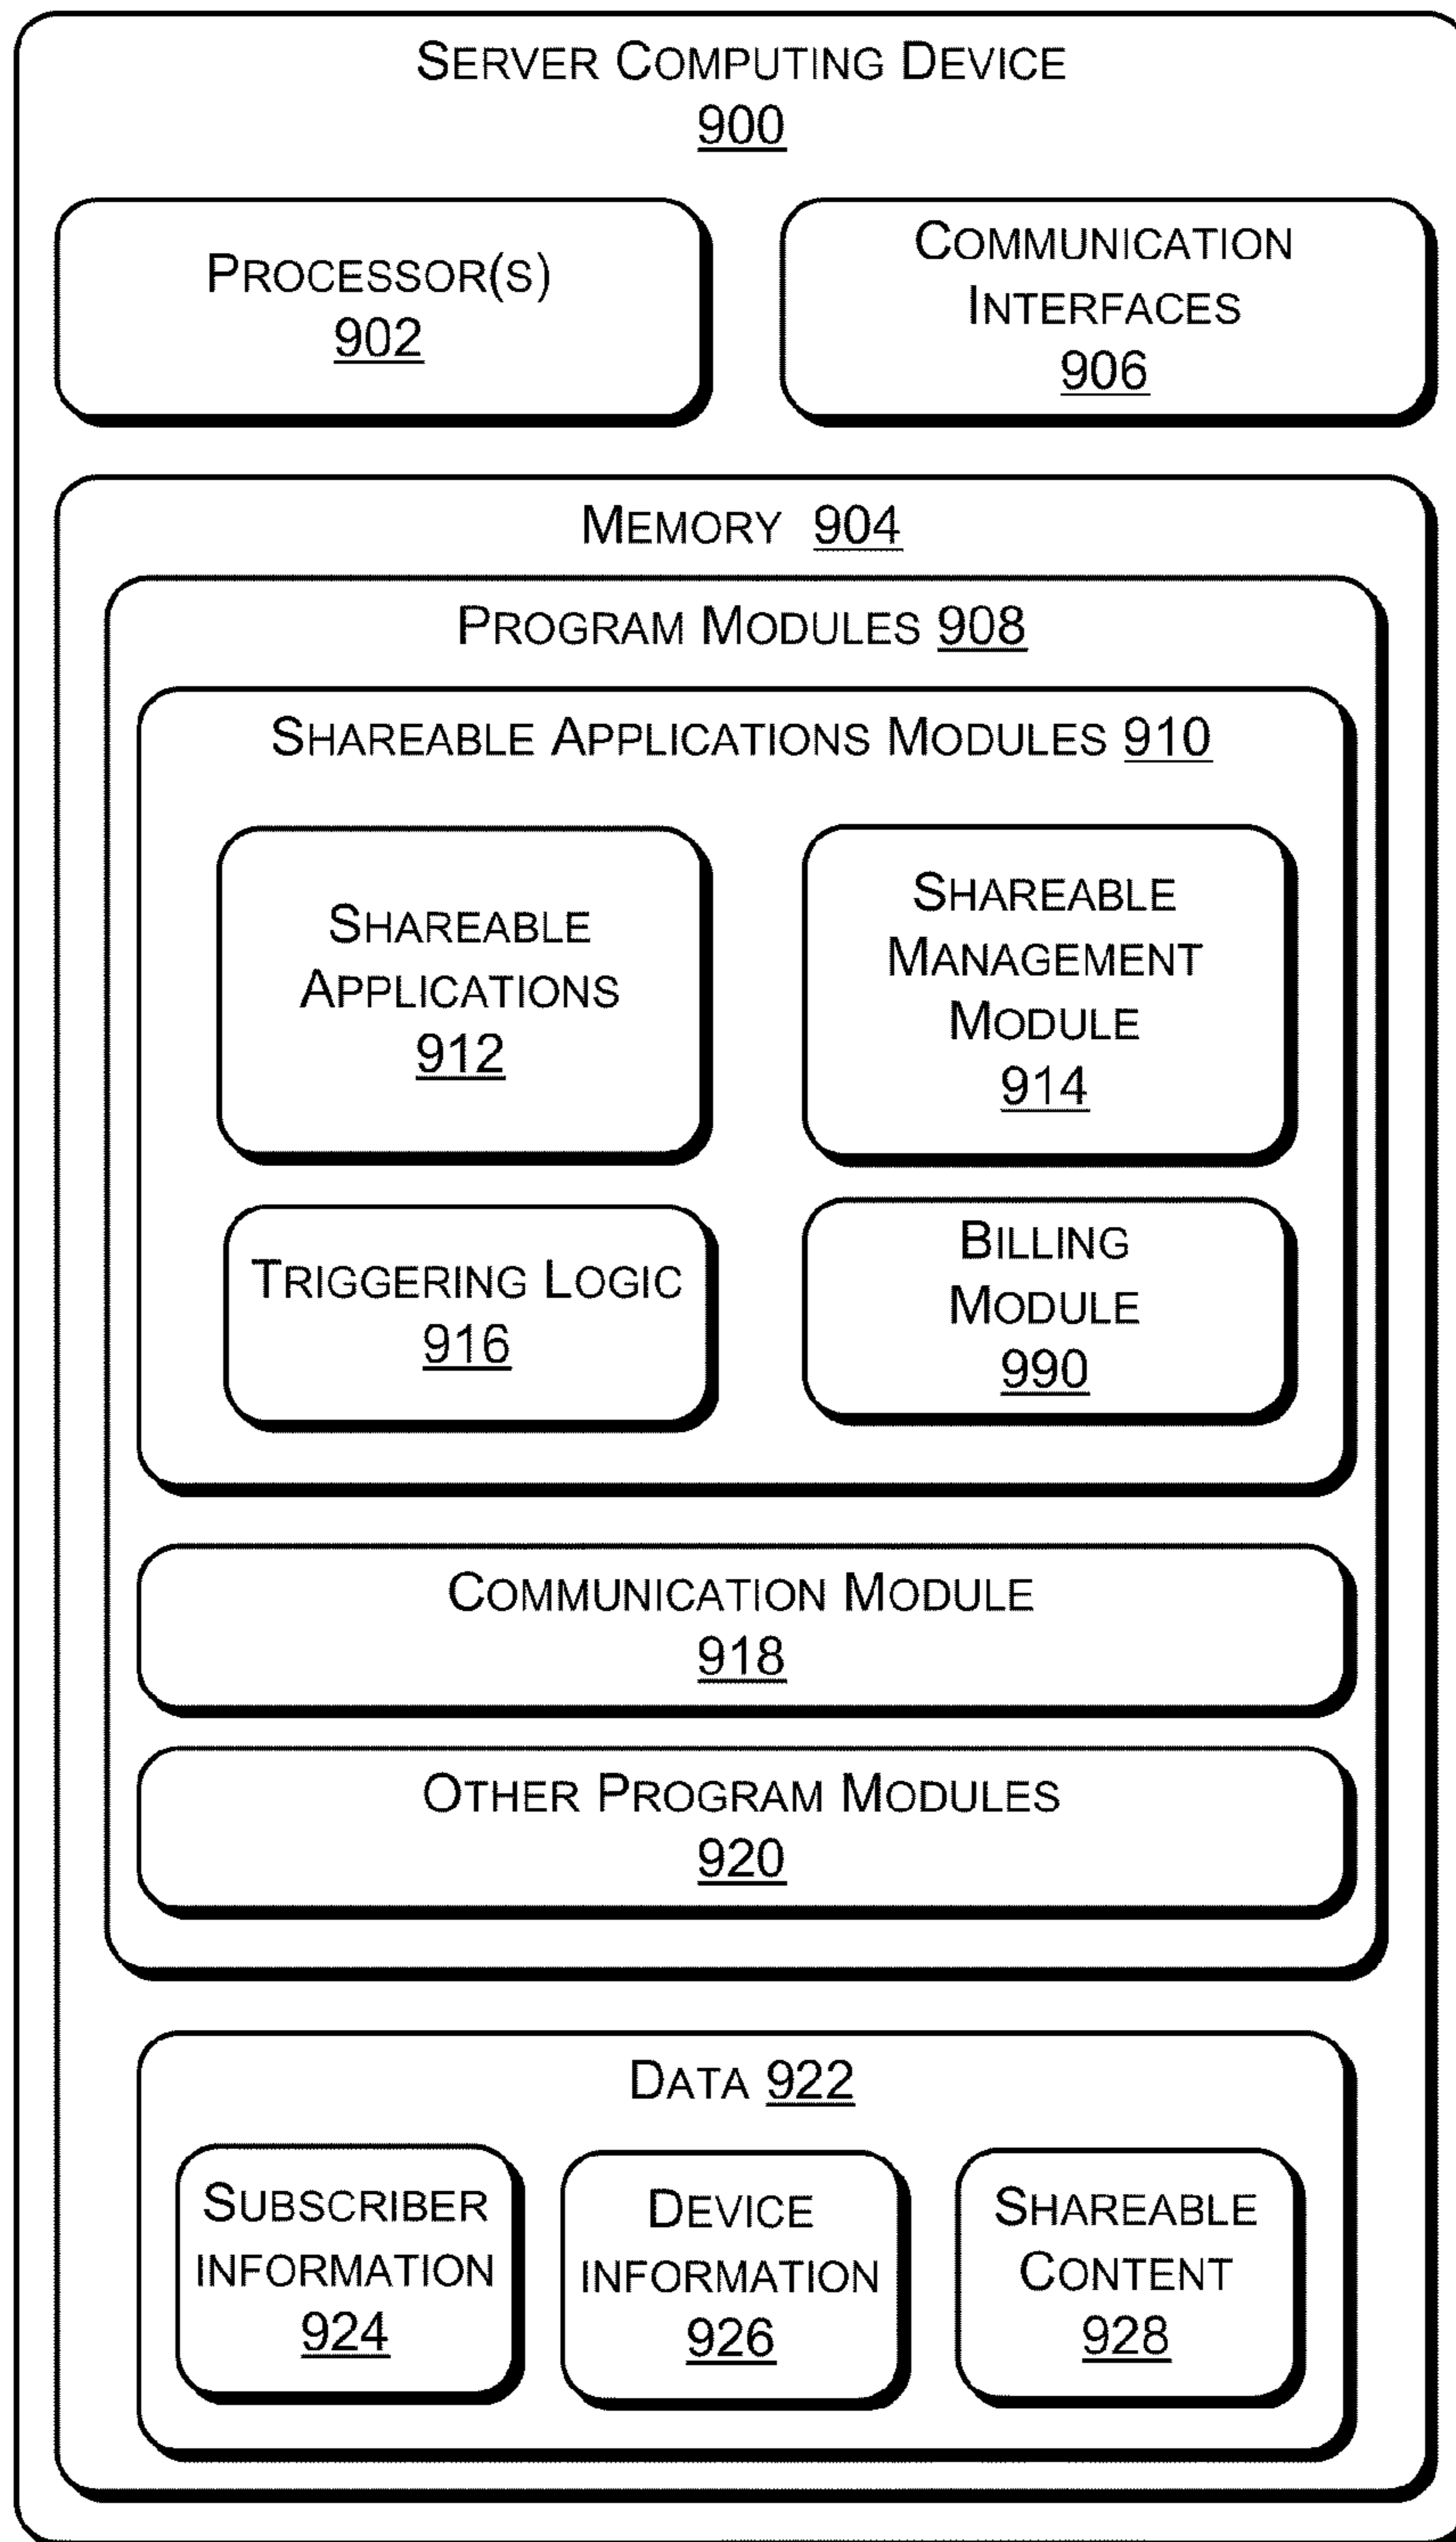 SERVER COMPUTING DEVICE
900
PROCESSOR(S)
902
COMMUNICATION
INTERFACES
906
MEMORY 904
PROGRAM MODULES 908
SHAREABLE APPLICATIONS MODULES 910
SHAREABLE
APPLICATIONS
912
SHAREABLE
MANAGEMENT
MODULE
914
TRIGGERING LOGIC
916
BILLING
MODULE
990
COMMUNICATION MODULE
918
OTHER PROGRAM MODULES
920
DATA 922
SUBSCRIBER
INFORMATION
924
DEVICE
INFORMATION
926
SHAREABLE
CONTENT
928